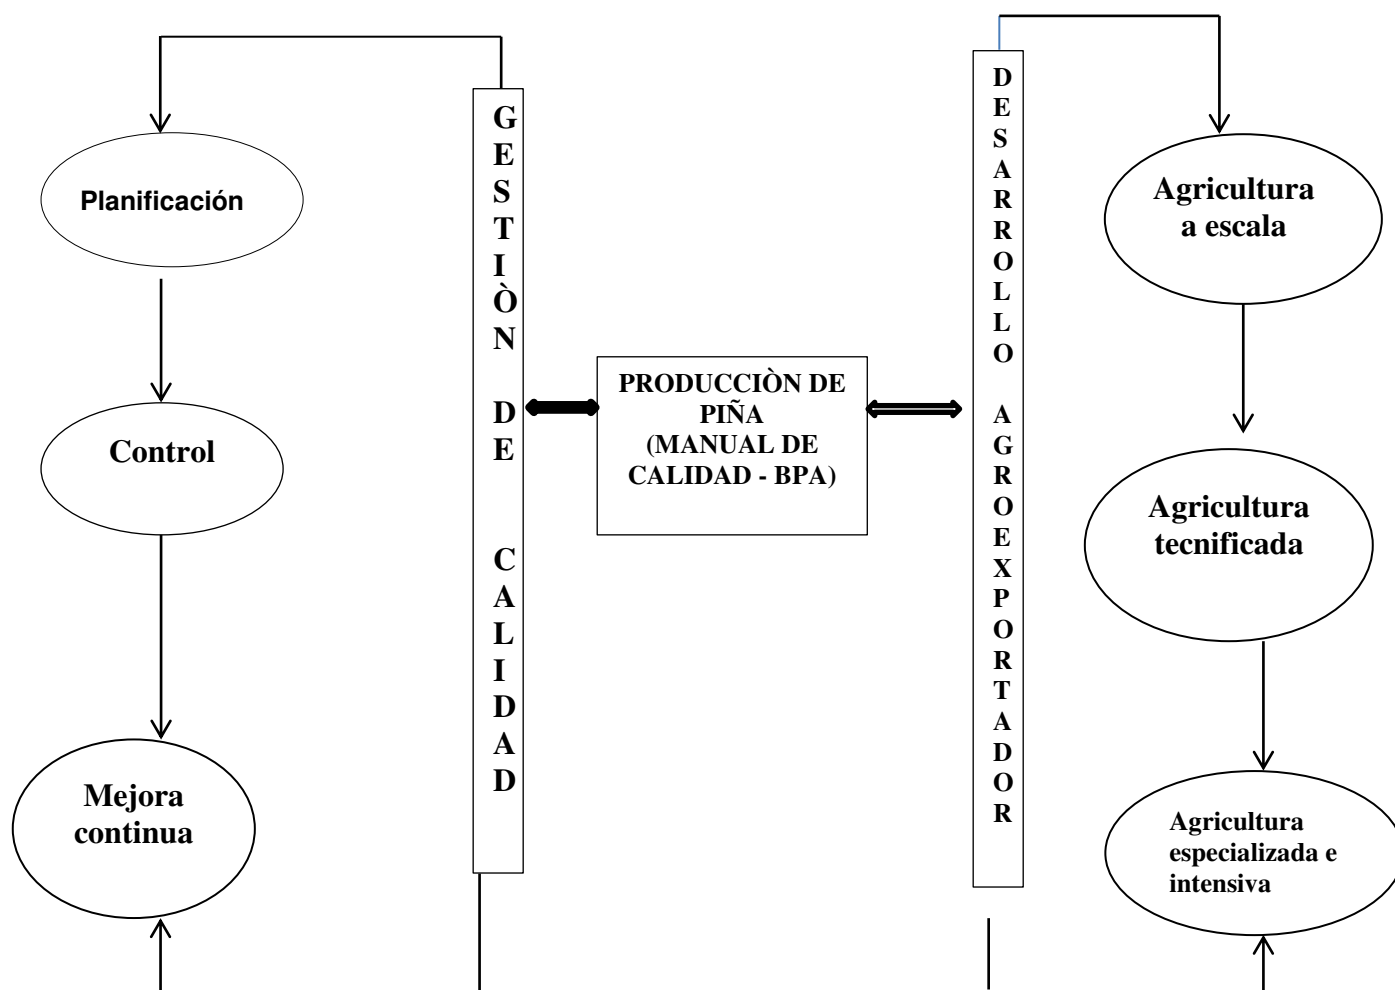 Planificación
Control
Mejora
continua
GESTIÒN DE CALIDAD
PRODUCCIÒN DE
PIÑA
(MANUAL DE
CALIDAD - BPA)
DESARROLLO AGROEXPORTADOR
Agricultura
a escala
Agricultura
tecnificada
Agricultura
especializada e
intensiva